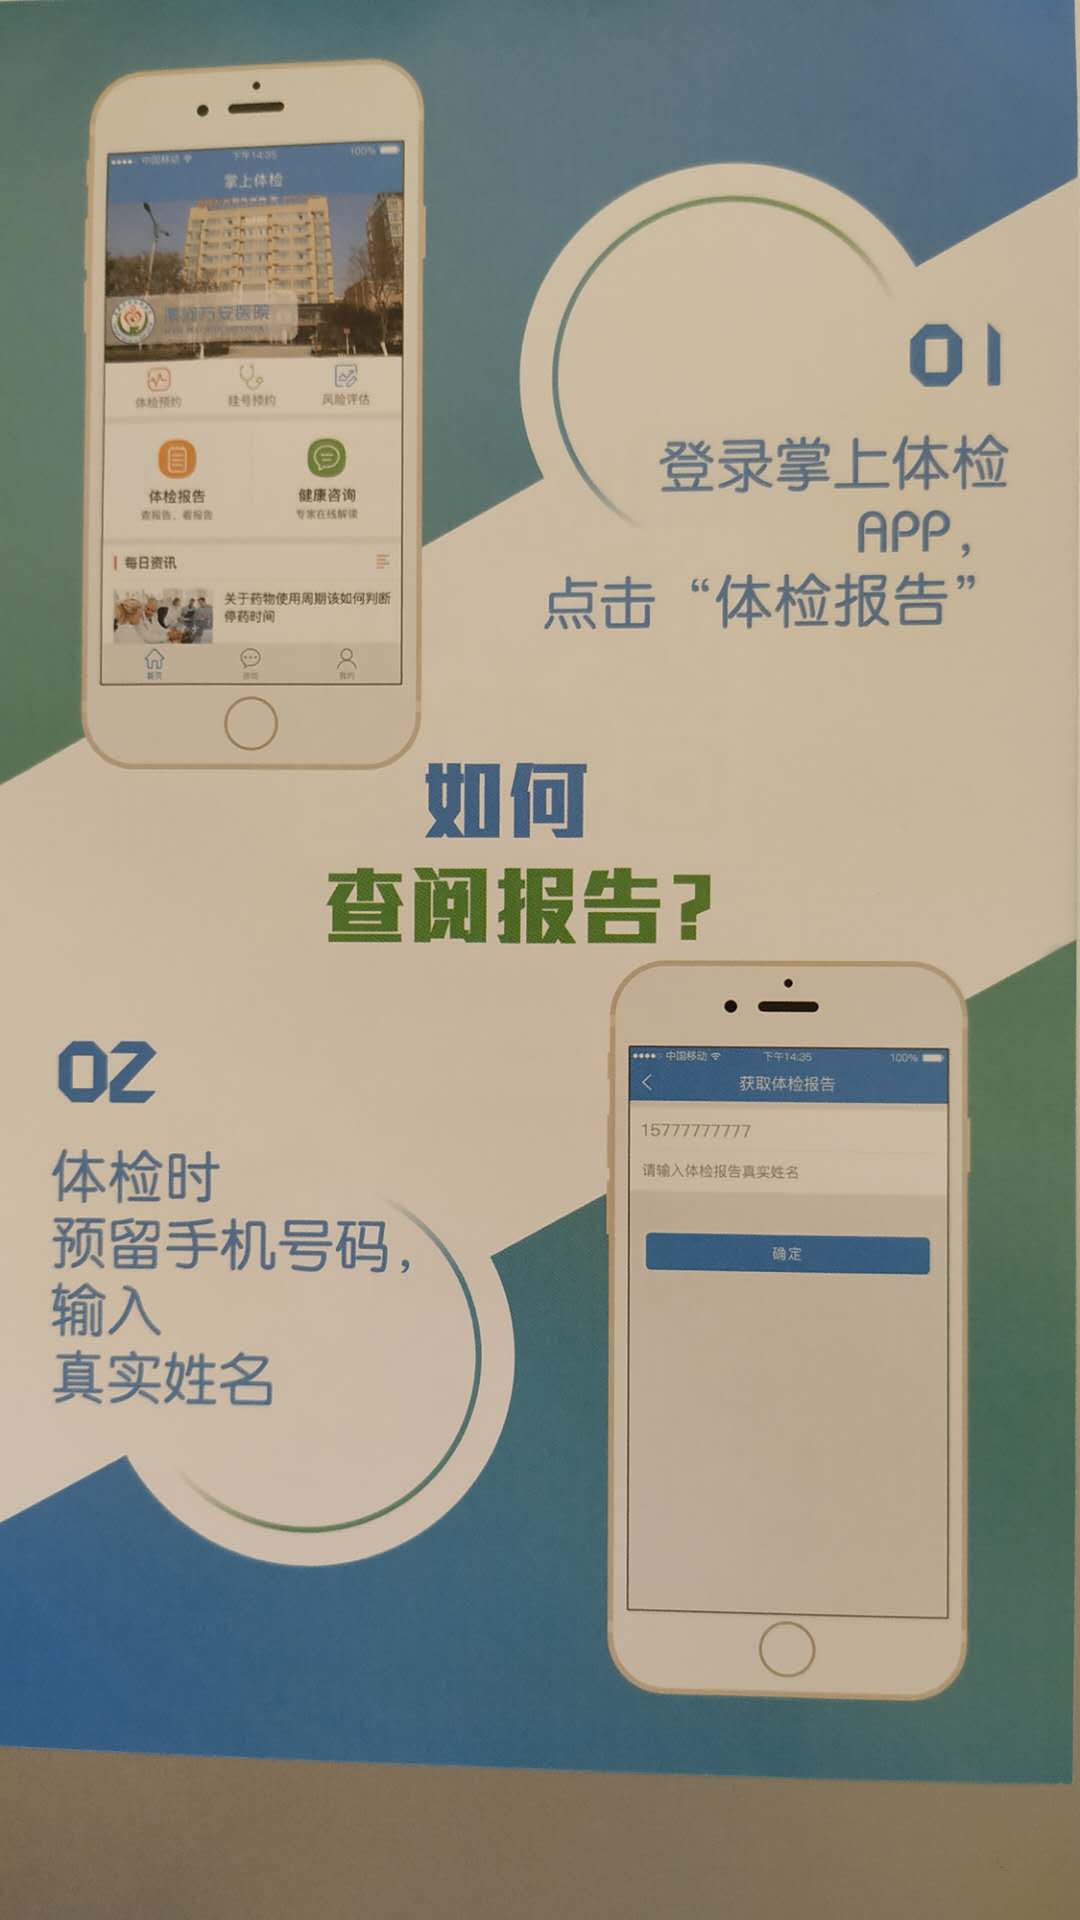 中国移动
下午14:35
100%
掌上体检
万安医院
体检预约
挂号预约
风险评估
体检报告
查报告、看报告
健康咨询
专家在线解读
每日资讯
关于药物使用周期该如何判断
停药时间
首页
我的
01
登录掌上体检
APP，
点击“体检报告”
如何
查阅报告？
02
体检时
预留手机号码，
输入
真实姓名
中国移动
下午14:35
100%
获取体检报告
15777777777
请输入体检报告真实姓名
确定